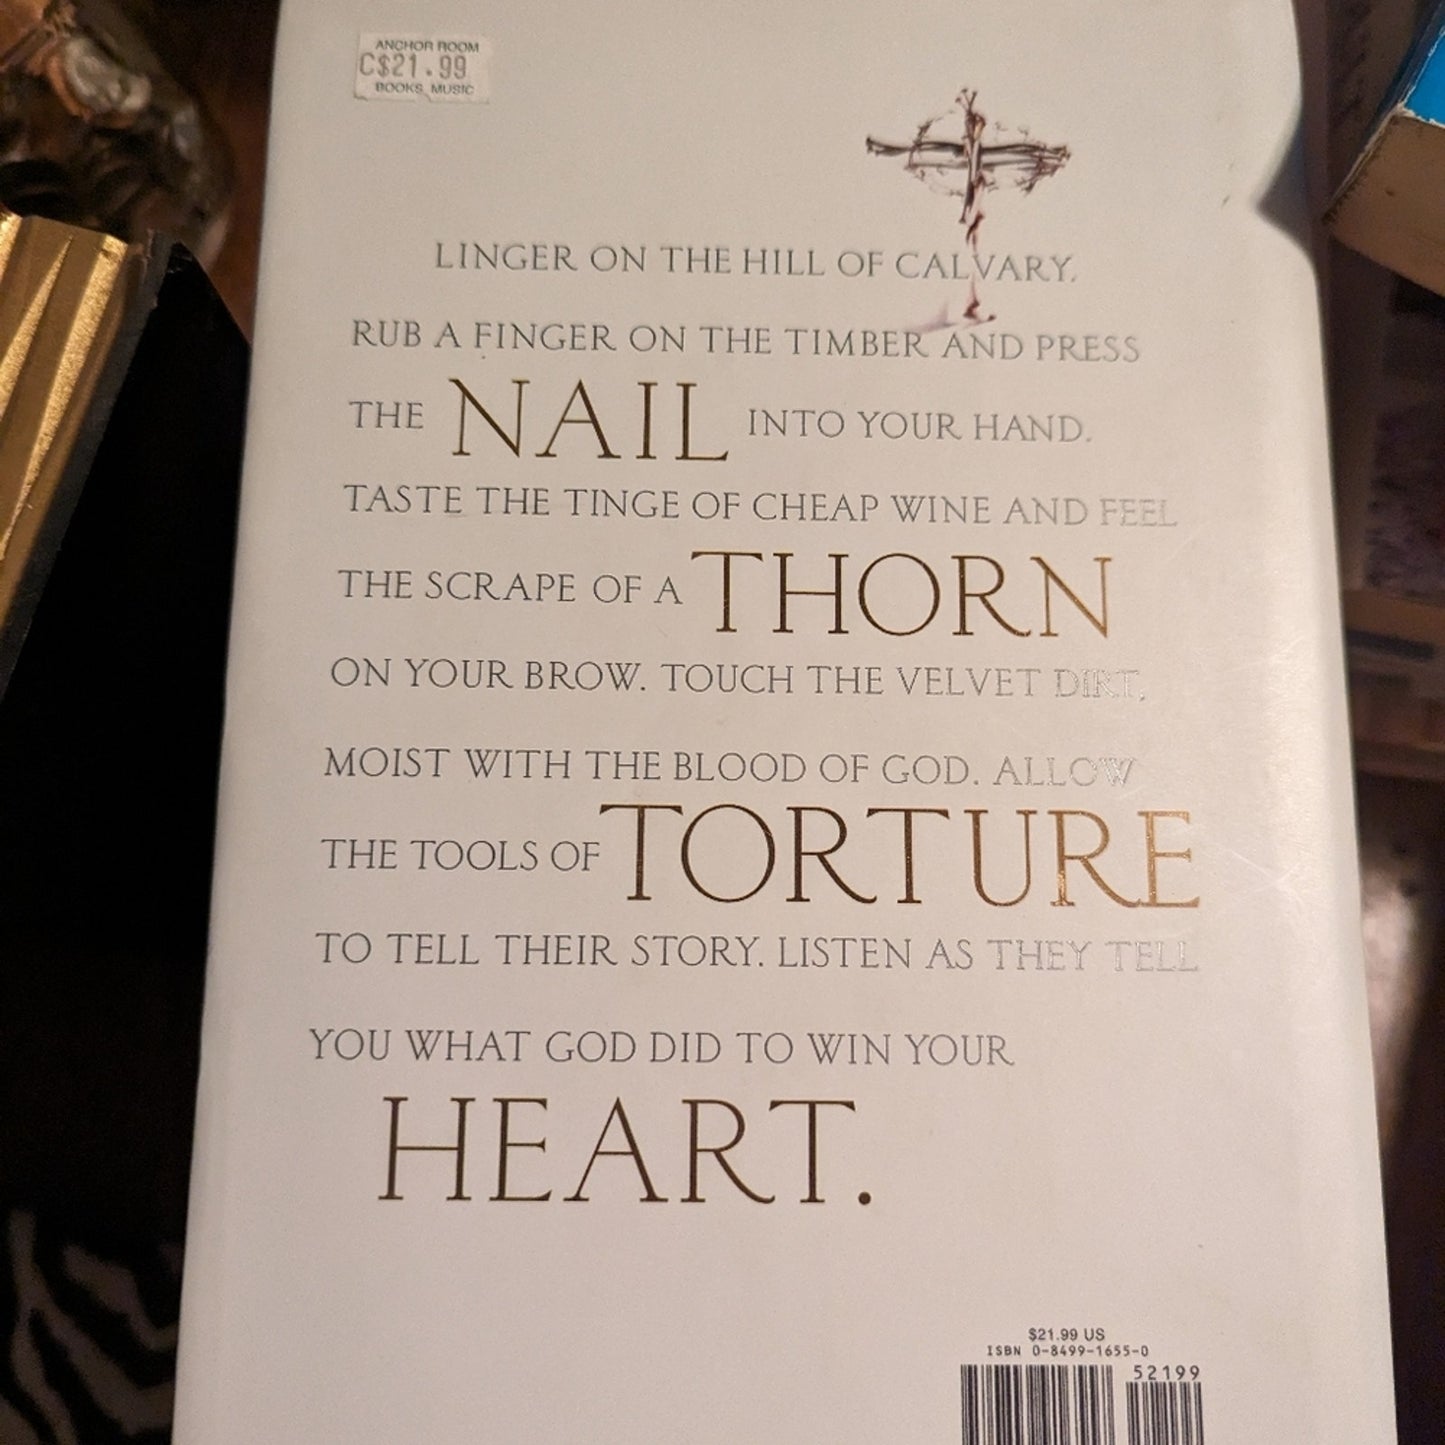 ANCHOR ROOM
C$21.99
BOOKS, MUSIC
LINGER ON THE HILL OF CALVARY.
RUB A FINGER ON THE TIMBER AND PRESS
THE NAIL INTO YOUR HAND.
TASTE THE TINGE OF CHEAP WINE AND FEEL
THE SCRAPE OF A THORN
ON YOUR BROW. TOUCH THE VELVET DIRT,
MOIST WITH THE BLOOD OF GOD. ALLOW
THE TOOLS OF TORTURE
TO TELL THEIR STORY. LISTEN AS THEY TELL
YOU WHAT GOD DID TO WIN YOUR
HEART.
$21.99 US
ISBN 0-8499-1655-0
52199